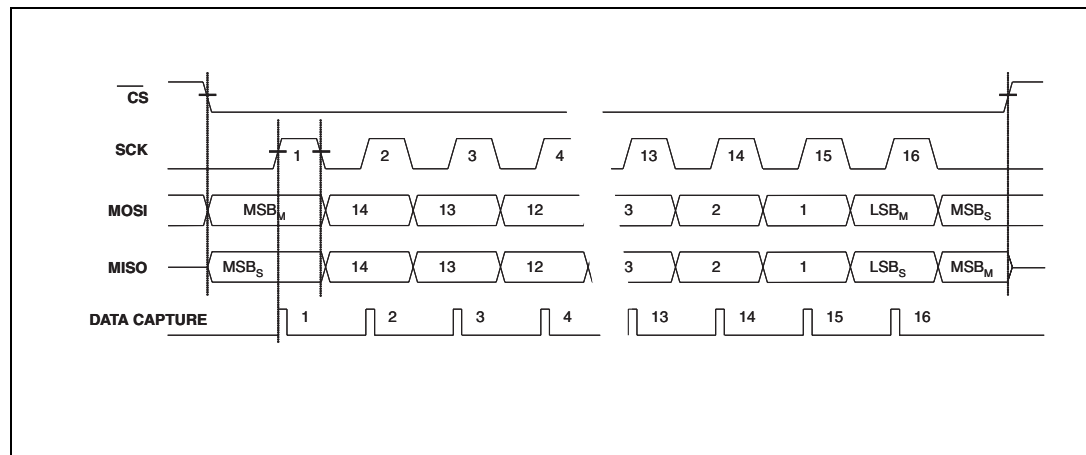 CS
SCK 1 2 3 4 13 14 15 16
MOSI MSBM 14 13 12 3 2 1 LSBM MSBS
MISO MSBS 14 13 12 3 2 1 LSBS MSBM
DATA CAPTURE 1 2 3 4 13 14 15 16